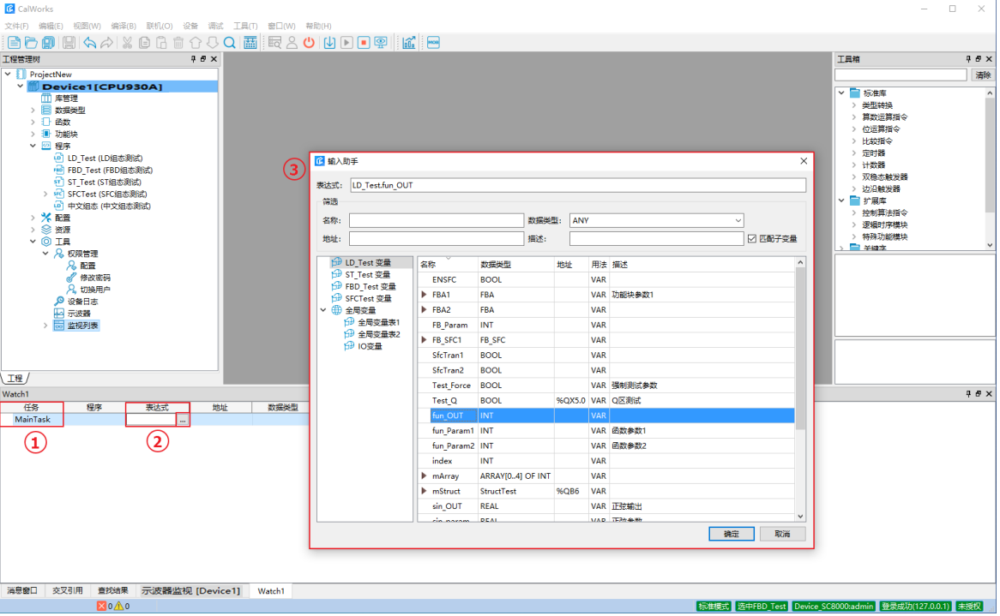 CalWorks
文件(F) 编辑(E) 视图(W) 编译(B) 联机(O) 设备 调试 工具(T) 窗口(W) 帮助(H)
工程管理树
ProjectNew
Device1[CPU930A]
库管理
数据类型
函数
功能块
程序
LD_Test (LD组态测试)
FBD_Test (FBD组态测试)
ST_Test (ST组态测试)
SFCTest (SFC组态测试)
中文组态 (中文组态测试)
配置
资源
工具
权限管理
配置
修改密码
切换用户
设备日志
示波器
监视列表
工程
工具箱
清除
标准库
类型转换
算数运算指令
位运算指令
比较指令
定时器
计数器
双稳态触发器
边沿触发器
扩展库
控制算法指令
逻辑时序模块
特殊功能模块
关键字
Watch1
任务 程序 表达式 地址 数据类型
MainTask ...
① ②
③
输入助手
表达式: LD_Test.fun_OUT
筛选
名称: 数据类型: ANY
地址: 描述: 匹配子变量
LD_Test 变量
ST_Test 变量
FBD_Test 变量
SFCTest 变量
全局变量
全局变量表1
全局变量表2
IO变量
名称 数据类型 地址 用法 描述
ENSFC BOOL VAR
FBA1 FBA VAR 功能块参数1
FBA2 FBA VAR
FB_Param INT VAR
FB_SFC1 FB_SFC VAR
SfcTran1 BOOL VAR
SfcTran2 BOOL VAR
Test_Force BOOL VAR 强制测试参数
Test_Q BOOL %QX5.0 VAR Q区测试
fun_OUT INT VAR
fun_Param1 INT VAR 函数参数1
fun_Param2 INT VAR 函数参数2
index INT VAR
mArray ARRAY[0..4] OF INT VAR
mStruct StructTest %QB6 VAR
sin_OUT REAL VAR 正弦输出
sin_param REAL VAR 正弦参数
确定 取消
消息窗口 交叉引用 查找结果 示波器监视 [Device1] Watch1
0 0
标准模式 选中FBD_Test Device_SC8000:admin 登录成功(127.0.0.1) 未授权